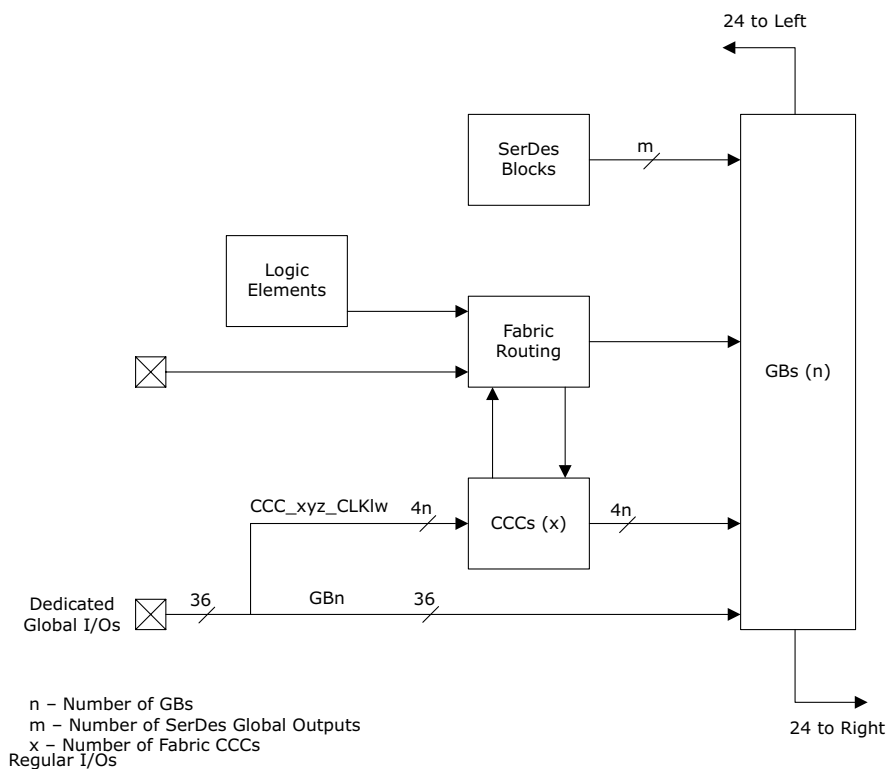 24 to Left
SerDes
Blocks
m
Logic
Elements
Fabric
Routing
GBs (n)
CCC_xyz_CLKlw
4n
CCCs (x)
4n
Dedicated
Global I/Os
36
GBn
36
n – Number of GBs
m – Number of SerDes Global Outputs
x – Number of Fabric CCCs
Regular I/Os
24 to Right